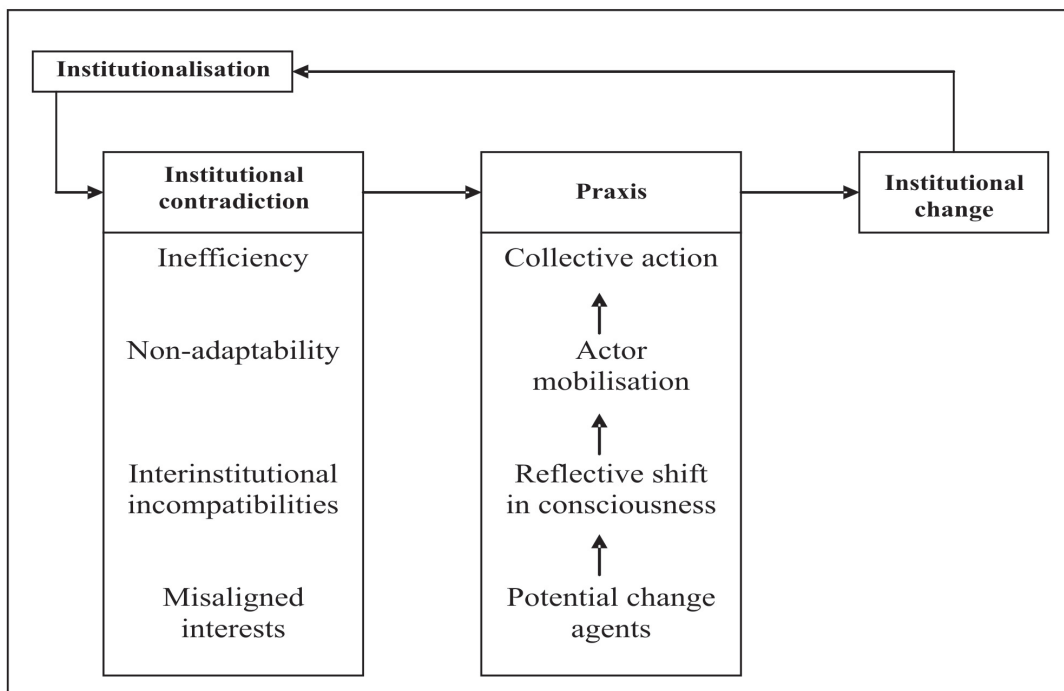 Institutionalisation
Institutional
contradiction
Inefficiency
Non-adaptability
Interinstitutional
incompatibilities
Misaligned
interests
Praxis
Collective action
Actor
mobilisation
Reflective shift
in consciousness
Potential change
agents
Institutional
change